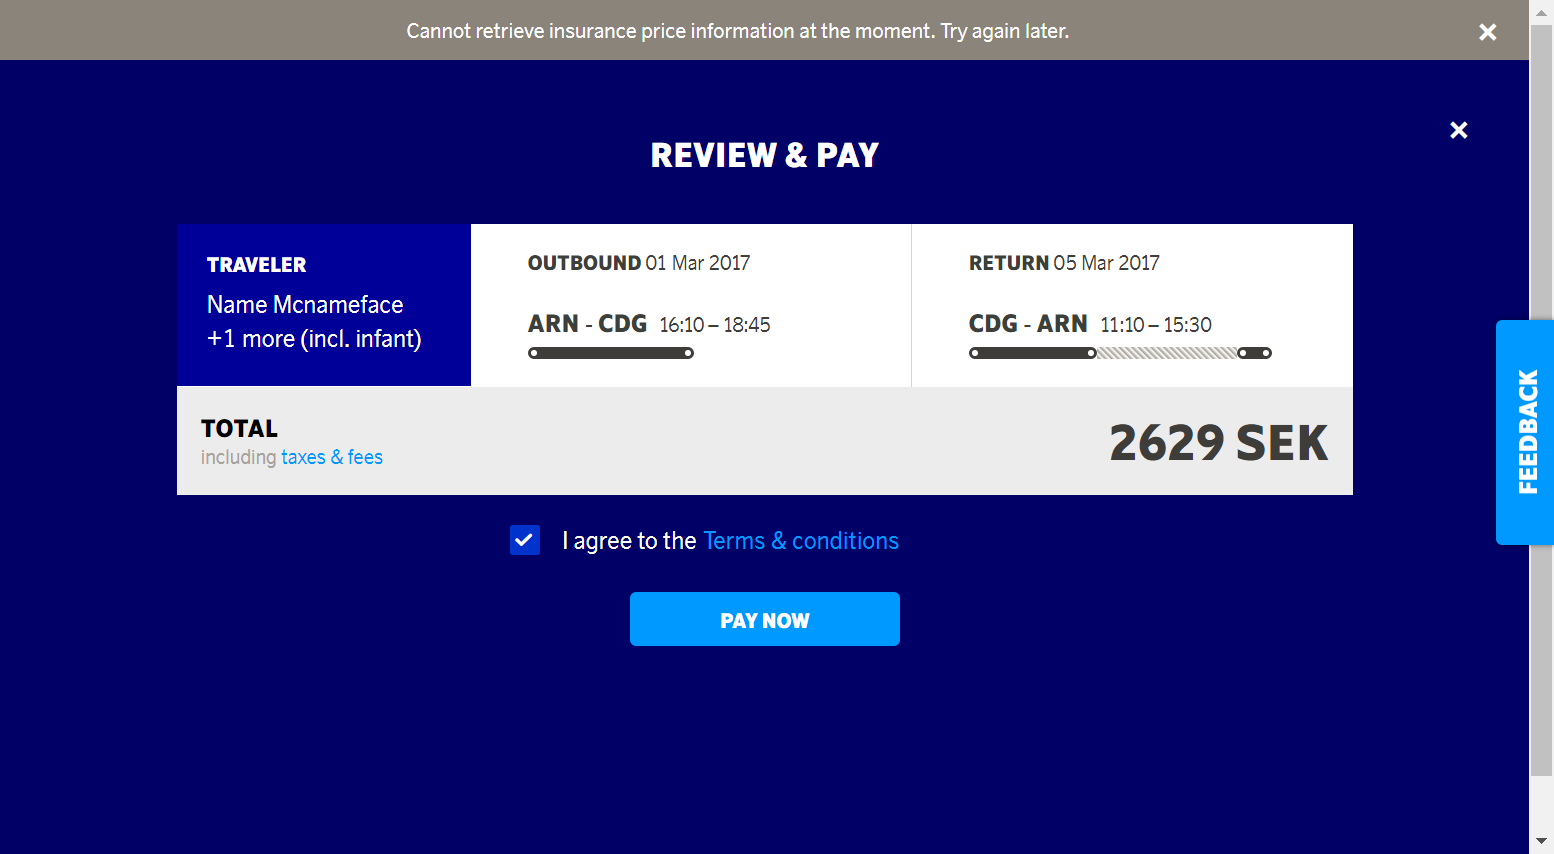 Cannot retrieve insurance price information at the moment. Try again later.
REVIEW & PAY
TRAVELER
Name Mcnameface
+1 more (incl. infant)
OUTBOUND 01 Mar 2017
ARN - CDG 16:10 – 18:45
RETURN 05 Mar 2017
CDG - ARN 11:10 – 15:30
TOTAL
including taxes & fees
2629 SEK
I agree to the Terms & conditions
PAY NOW
FEEDBACK